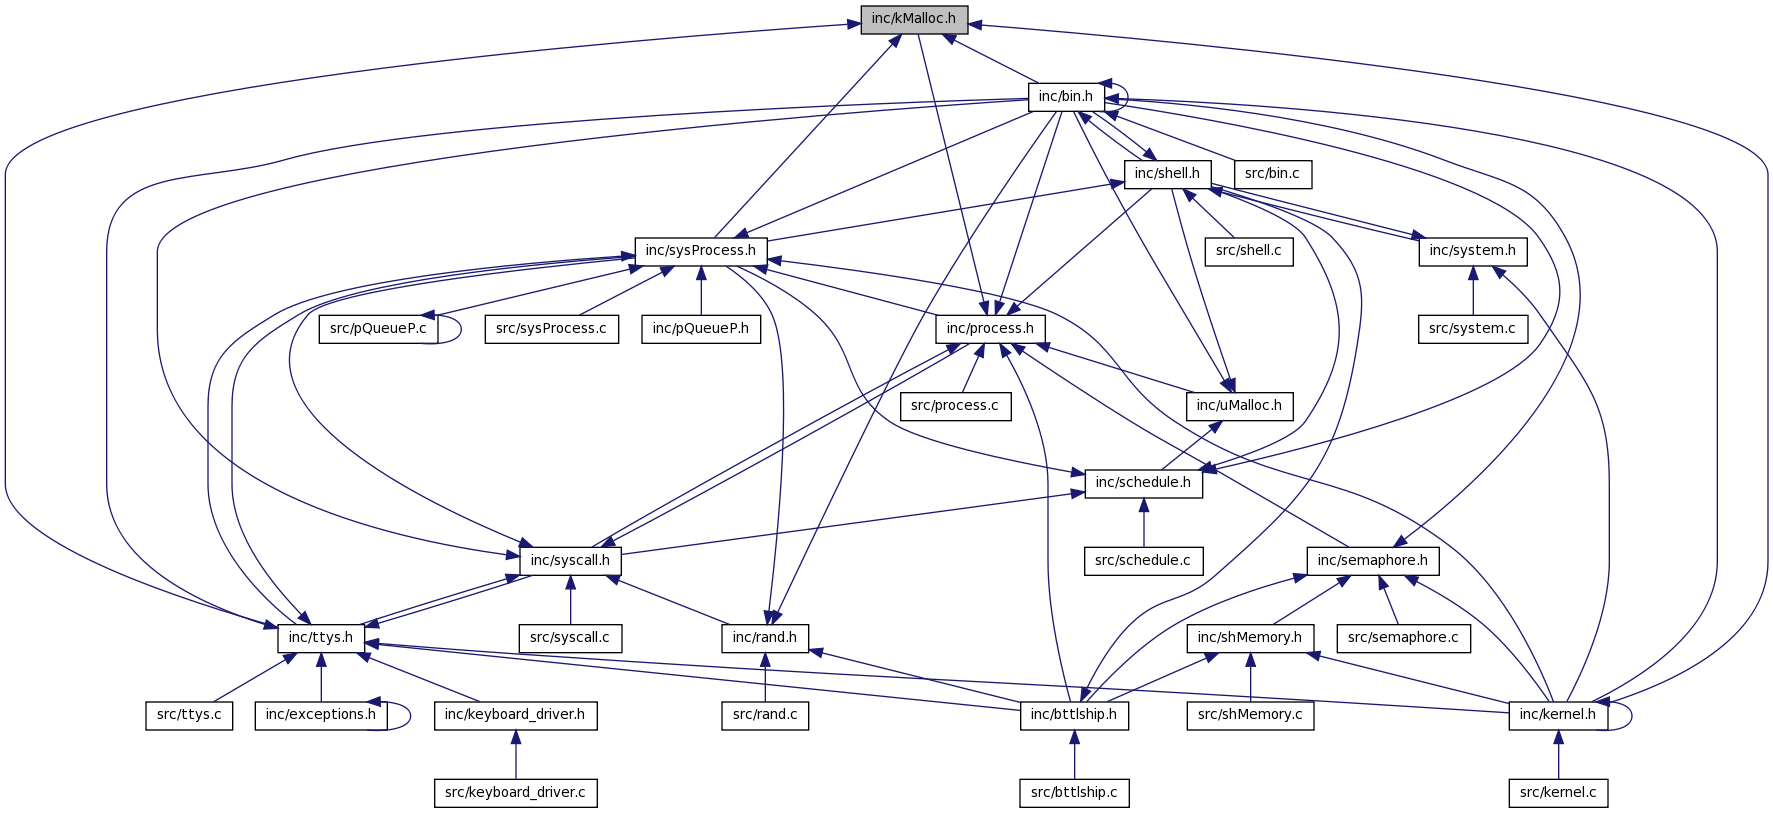 inc/kMalloc.h
inc/bin.h
inc/shell.h
src/bin.c
inc/sysProcess.h
src/shell.c
inc/system.h
src/pQueueP.c
src/sysProcess.c
inc/pQueueP.h
inc/process.h
src/system.c
src/process.c
inc/uMalloc.h
inc/schedule.h
inc/syscall.h
src/schedule.c
inc/semaphore.h
inc/ttys.h
src/syscall.c
inc/rand.h
inc/shMemory.h
src/semaphore.c
src/ttys.c
inc/exceptions.h
inc/keyboard_driver.h
src/rand.c
inc/bttlship.h
src/shMemory.c
inc/kernel.h
src/keyboard_driver.c
src/bttlship.c
src/kernel.c